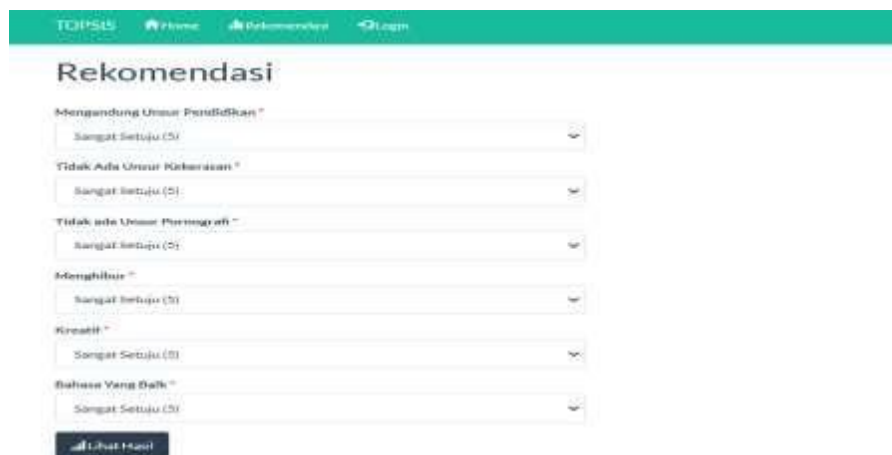 TOPSIS Home Rekomendasi Login
Rekomendasi
Mengandung Unsur Pendidikan *
Sangat Setuju (5)
Tidak Ada Unsur Kekerasan *
Sangat Setuju (5)
Tidak ada Unsur Pornografi *
Sangat Setuju (5)
Menghibur *
Sangat Setuju (5)
Kreatif *
Sangat Setuju (5)
Bahasa Yang Baik *
Sangat Setuju (5)
Lihat Hasil